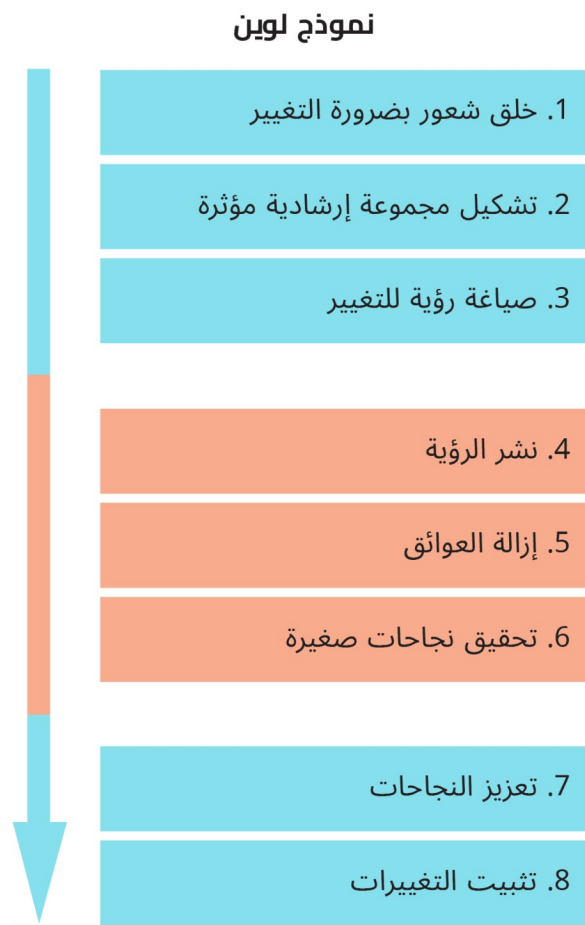 نموذج لوين
1. خلق شعور بضرورة التغيير
2. تشكيل مجموعة إرشادية مؤثرة
3. صياغة رؤية للتغيير
4. نشر الرؤية
5. إزالة العوائق
6. تحقيق نجاحات صغيرة
7. تعزيز النجاحات
8. تثبيت التغييرات